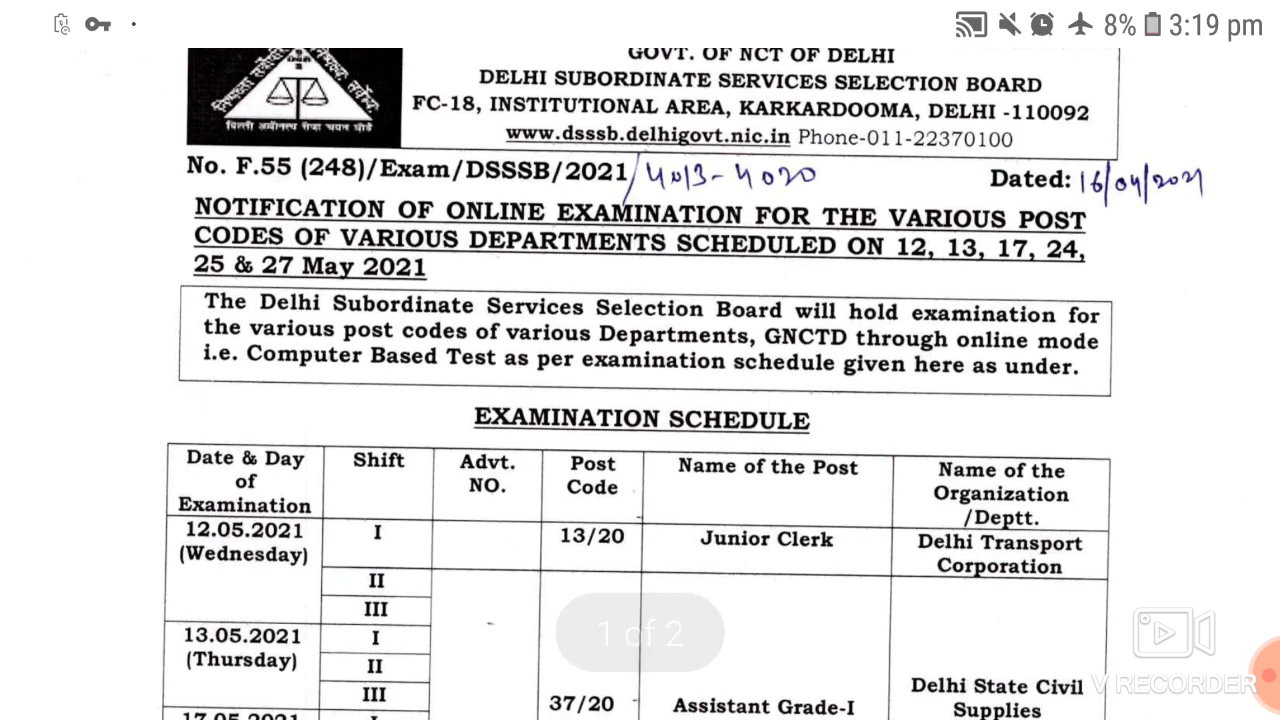 8% 3:19 pm
GOVT. OF NCT OF DELHI
DELHI SUBORDINATE SERVICES SELECTION BOARD
FC-18, INSTITUTIONAL AREA, KARKARDOOMA, DELHI -110092
www.dsssb.delhigovt.nic.in Phone-011-22370100
दिल्ली अधीनस्थ सेवा चयन बोर्ड
No. F.55 (248)/Exam/DSSSB/2021/4013-4020
Dated: 16/04/2021
NOTIFICATION OF ONLINE EXAMINATION FOR THE VARIOUS POST
CODES OF VARIOUS DEPARTMENTS SCHEDULED ON 12, 13, 17, 24,
25 & 27 May 2021
The Delhi Subordinate Services Selection Board will hold examination for
the various post codes of various Departments, GNCTD through online mode
i.e. Computer Based Test as per examination schedule given here as under.
EXAMINATION SCHEDULE
Date & Day
of
Examination
Shift
Advt.
NO.
Post
Code
Name of the Post
Name of the
Organization
/Deptt.
12.05.2021
(Wednesday)
I
13/20
Junior Clerk
Delhi Transport
Corporation
II
III
13.05.2021
(Thursday)
I
II
III
37/20
Assistant Grade-I
Delhi State Civil
Supplies
17.05.2021
I
1 of 2
V RECORDER